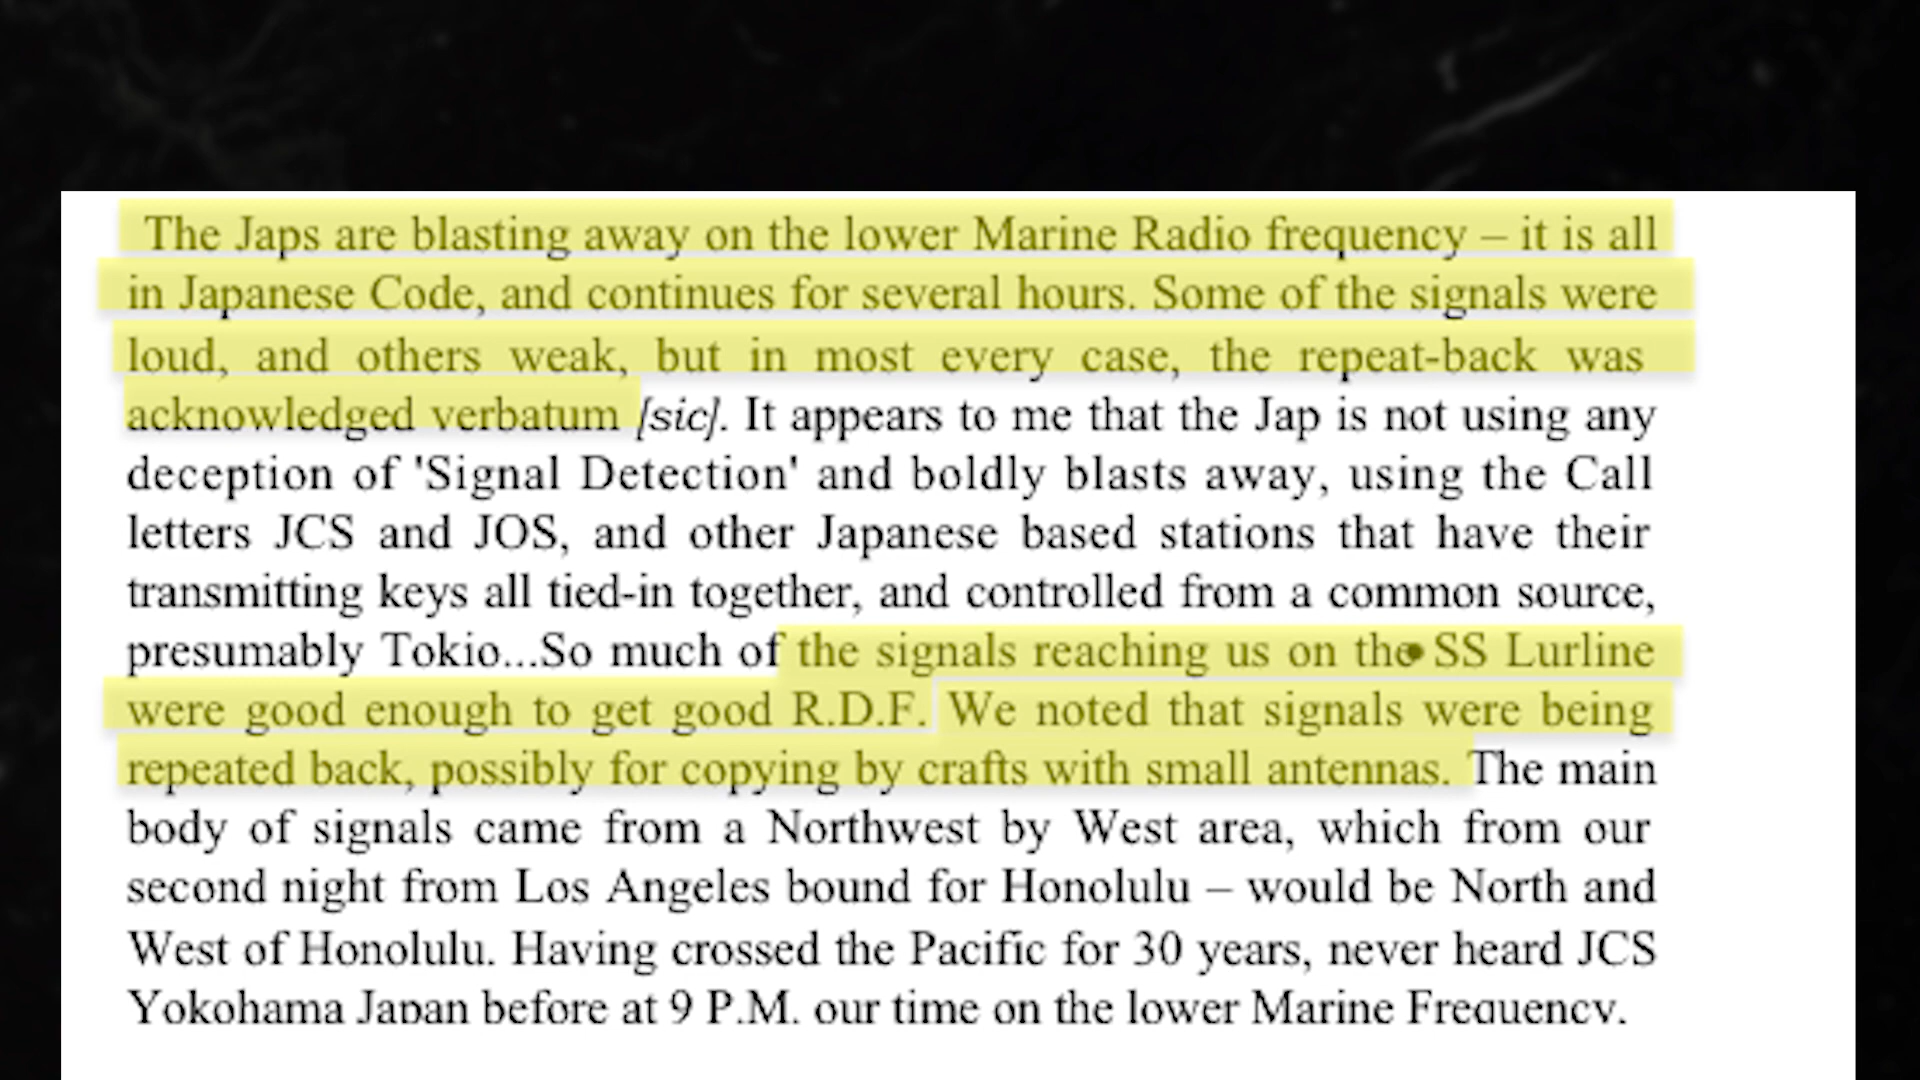 The Japs are blasting away on the lower Marine Radio frequency – it is all
in Japanese Code, and continues for several hours. Some of the signals were
loud, and others weak, but in most every case, the repeat-back was
acknowledged verbatum [sic]. It appears to me that the Jap is not using any
deception of 'Signal Detection' and boldly blasts away, using the Call
letters JCS and JOS, and other Japanese based stations that have their
transmitting keys all tied-in together, and controlled from a common source,
presumably Tokio...So much of the signals reaching us on the SS Lurline
were good enough to get good R.D.F. We noted that signals were being
repeated back, possibly for copying by crafts with small antennas. The main
body of signals came from a Northwest by West area, which from our
second night from Los Angeles bound for Honolulu – would be North and
West of Honolulu. Having crossed the Pacific for 30 years, never heard JCS
Yokohama Japan before at 9 P.M. our time on the lower Marine Frequency.